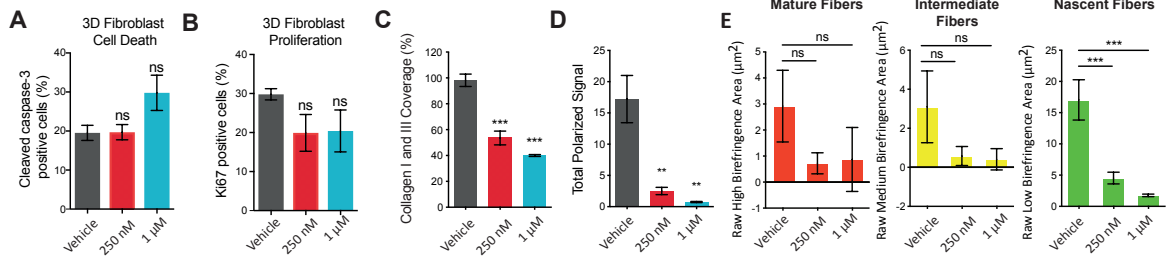 A
3D Fibroblast
Cell Death
Cleaved caspase-3
positive cells (%)
40
30
20
10
0
ns
ns
Vehicle
250 nM
1 µM
B
3D Fibroblast
Proliferation
Ki67 positive cells (%)
40
30
20
10
0
ns
ns
Vehicle
250 nM
1 µM
C
Collagen I and III Coverage (%)
120
100
80
60
40
20
0
***
***
Vehicle
250 nM
1 µM
D
Total Polarized Signal
25
20
15
10
5
0
**
**
Vehicle
250 nM
1 µM
E
Mature Fibers
Raw High Birefringence Area (µm²)
5
4
3
2
1
0
-1
ns
ns
Vehicle
250 nM
1 µM
Intermediate
Fibers
Raw Medium Birefringence Area (µm²)
6
4
2
0
-2
ns
ns
Vehicle
250 nM
1 µM
Nascent Fibers
Raw Low Birefringence Area (µm²)
25
20
15
10
5
0
***
***
Vehicle
250 nM
1 µM